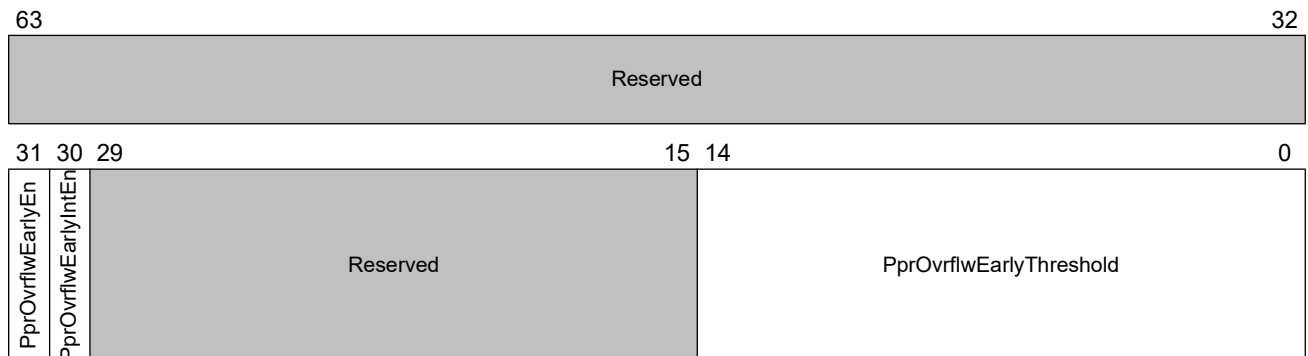 63 32
Reserved
31 30 29 15 14 0
PprOvrflwEarlyEn
PprOvrflwEarlyIntEn
Reserved
PprOvrflwEarlyThreshold